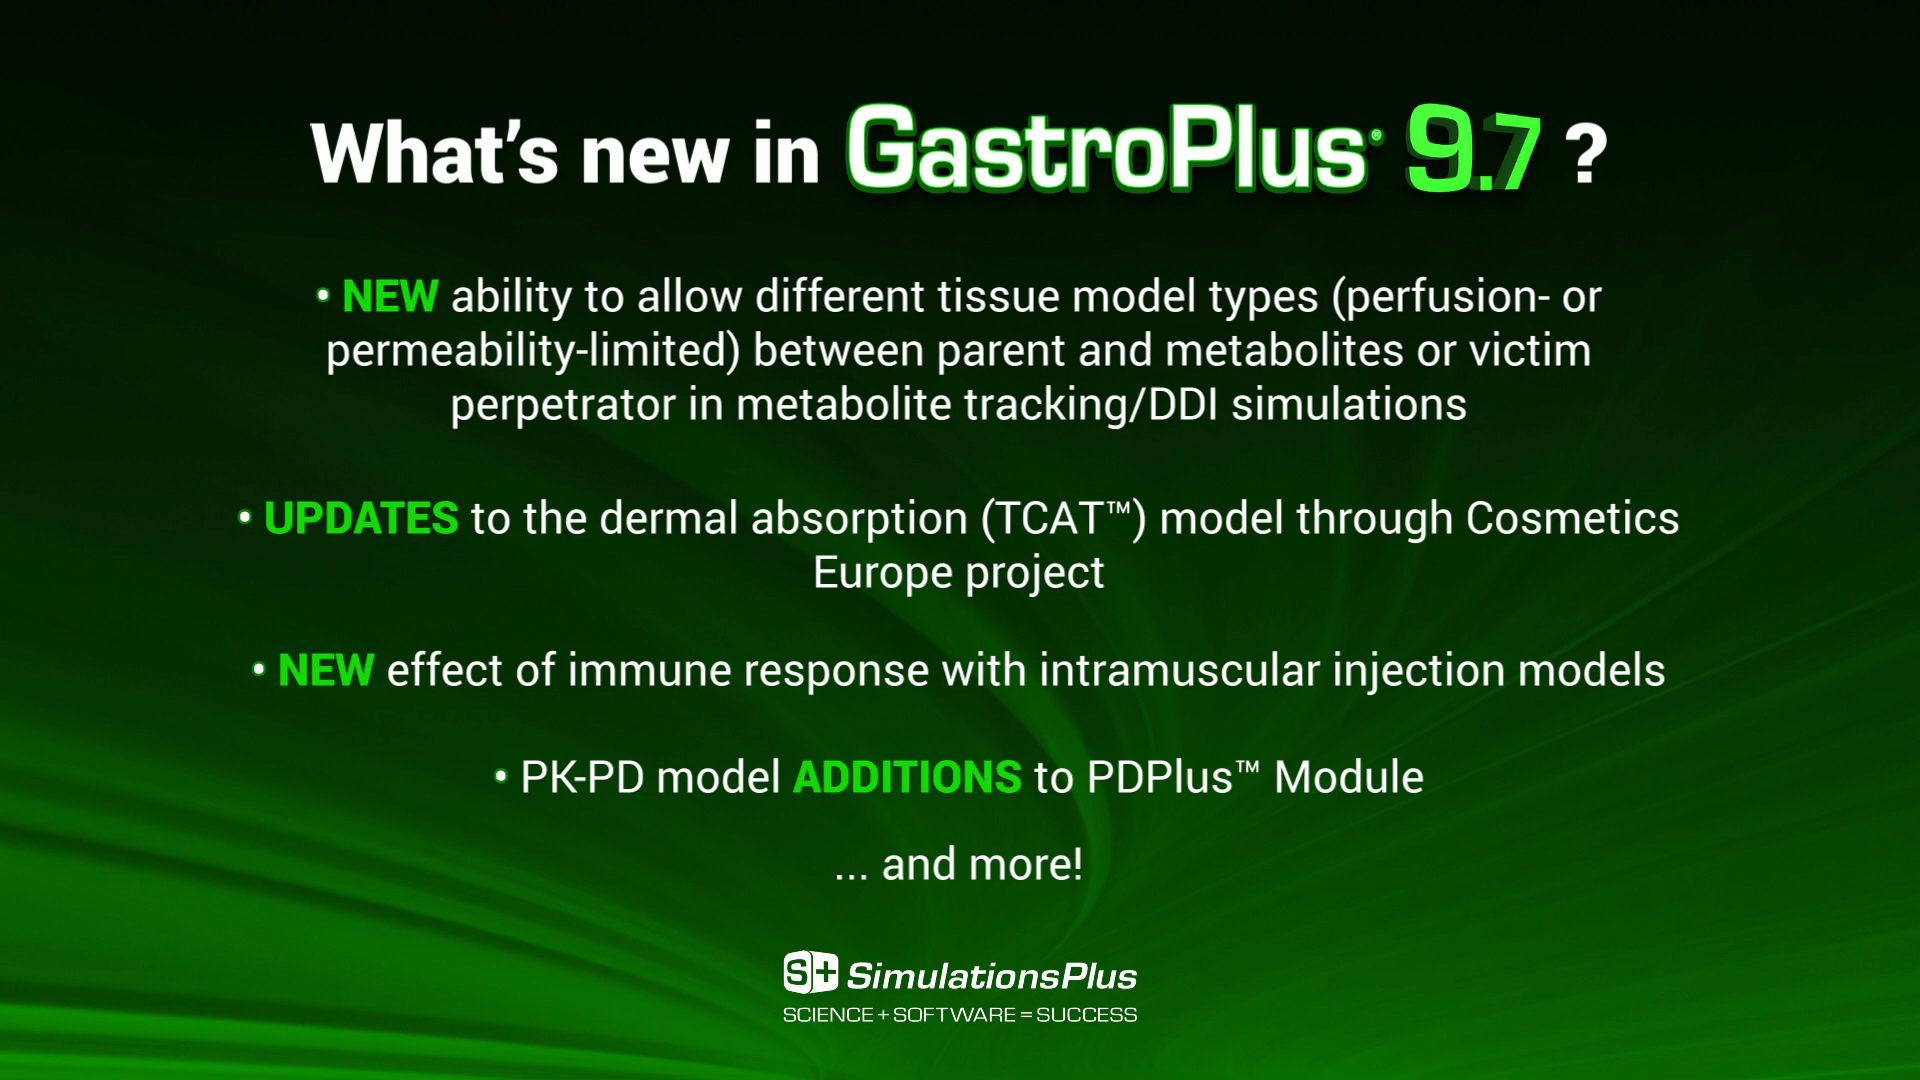 What's new in GastroPlus® 9.7 ?
• NEW ability to allow different tissue model types (perfusion- or
permeability-limited) between parent and metabolites or victim
perpetrator in metabolite tracking/DDI simulations
• UPDATES to the dermal absorption (TCAT™) model through Cosmetics
Europe project
• NEW effect of immune response with intramuscular injection models
• PK-PD model ADDITIONS to PDPlus™ Module
... and more!
S+ SimulationsPlus
SCIENCE + SOFTWARE = SUCCESS